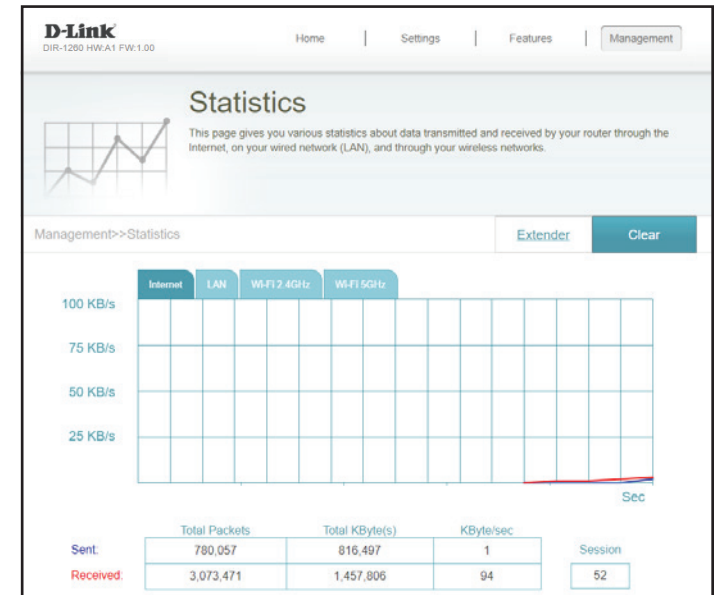 D-Link
DIR-1260 HW:A1 FW:1.00
Home | Settings | Features | Management
Statistics
This page gives you various statistics about data transmitted and received by your router through the
Internet, on your wired network (LAN), and through your wireless networks.
Management>>Statistics
Extender
Clear
Internet LAN Wi-Fi 2.4GHz Wi-Fi 5GHz
100 KB/s
75 KB/s
50 KB/s
25 KB/s
Sec
Total Packets Total KByte(s) KByte/sec
Sent: 780,057 816,497 1 Session
Received: 3,073,471 1,457,806 94 52